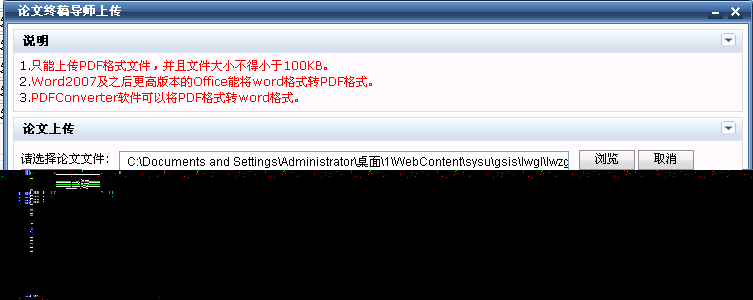 论文终稿导师上传
说明
1.只能上传PDF格式文件，并且文件大小不得小于100KB。
2.Word2007及之后更高版本的Office能将word格式转PDF格式。
3.PDFConverter软件可以将PDF格式转word格式。
论文上传
请选择论文文件: C:\Documents and Settings\Administrator\桌面\1\WebContent\sysu\gsis\lwgl\lwzg 浏览 取消